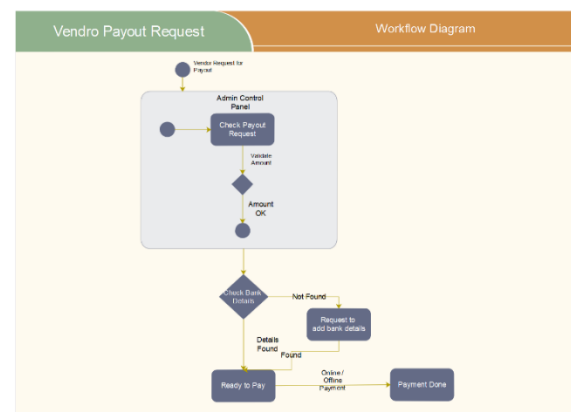 Vendro Payout Request
Workflow Diagram
Vendor Request for
Payout
Admin Control
Panel
Check Payout
Request
Validate
Amount
Amount
OK
Check Bank
Details
Not Found
Request to
add bank details
Details
Found
Found
Ready to Pay
Online /
Offline
Payment
Payment Done